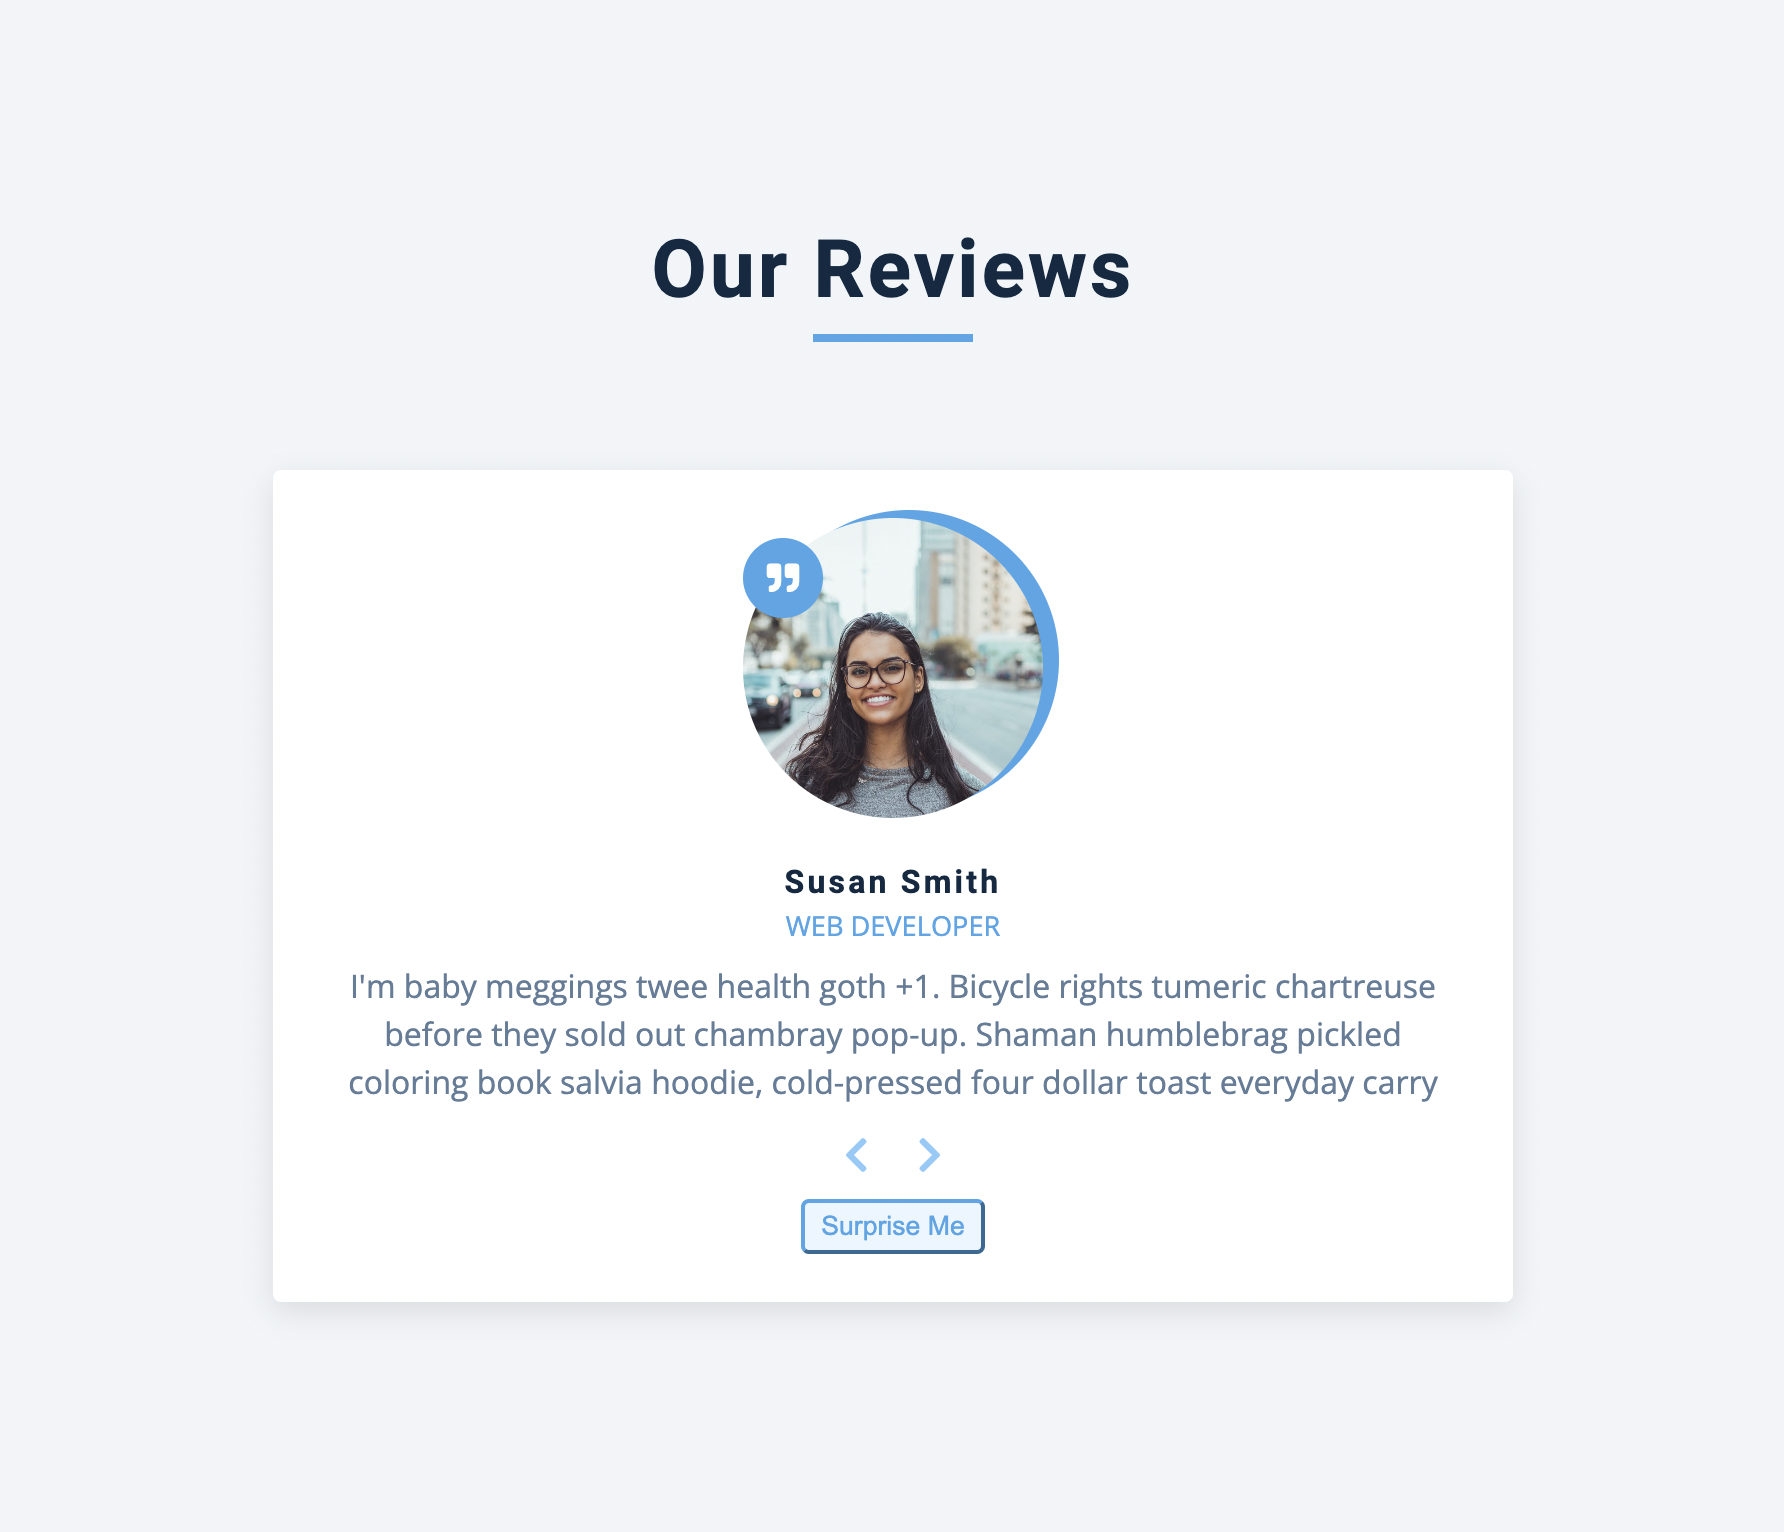 Our Reviews
Susan Smith
WEB DEVELOPER
I'm baby meggings twee health goth +1. Bicycle rights tumeric chartreuse
before they sold out chambray pop-up. Shaman humblebrag pickled
coloring book salvia hoodie, cold-pressed four dollar toast everyday carry
Surprise Me